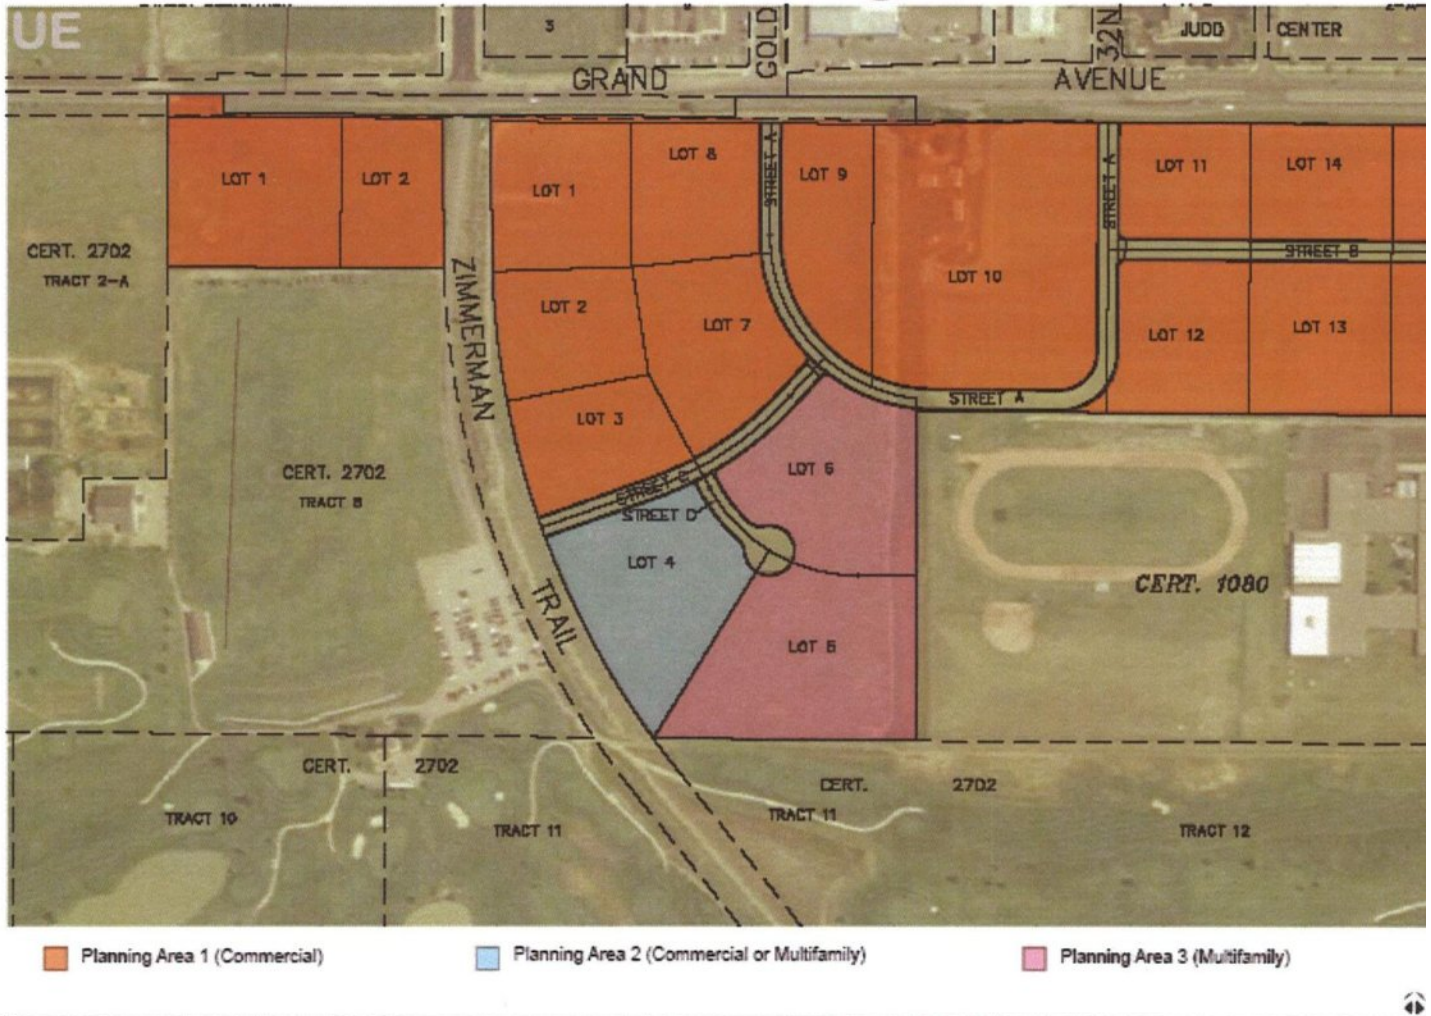 UE
3
GOLD
32N
JUDD
CENTER
GRAND
AVENUE
LOT 1
LOT 2
LOT 1
LOT 8
STREET A
LOT 9
STREET A
LOT 11
LOT 14
CERT. 2702
TRACT 2-A
STREET B
LOT 10
ZIMMERMAN
LOT 2
LOT 7
LOT 12
LOT 13
STREET A
LOT 3
CERT. 2702
TRACT 8
LOT 6
STREET C
STREET D
LOT 4
CERT. 1080
TRAIL
LOT 5
CERT. 2702
CERT. 2702
TRACT 10
TRACT 11
TRACT 11
TRACT 12
Planning Area 1 (Commercial)
Planning Area 2 (Commercial or Multifamily)
Planning Area 3 (Multifamily)